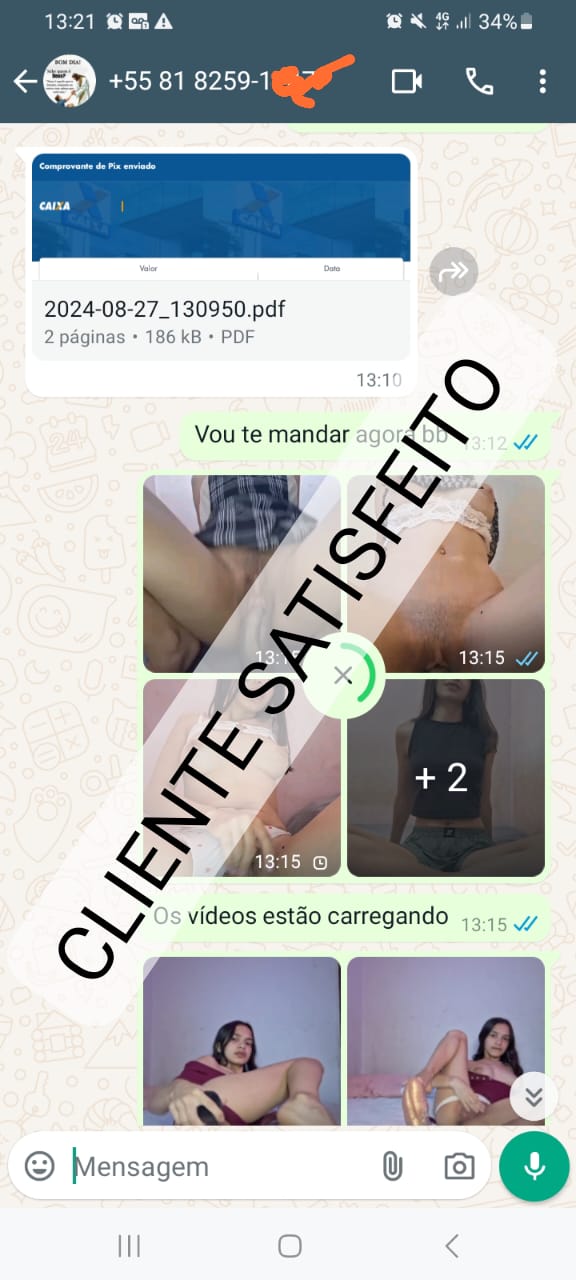 13:21
4G
34%
+55 81 8259-1
Comprovante de Pix enviado
CAIXA
Valor
Data
2024-08-27_130950.pdf
2 páginas • 186 kB • PDF
13:10
Vou te mandar agora bb
13:12
13:15
13:15
+ 2
13:15
CLIENTE SATISFEITO
Os vídeos estão carregando
13:15
Mensagem